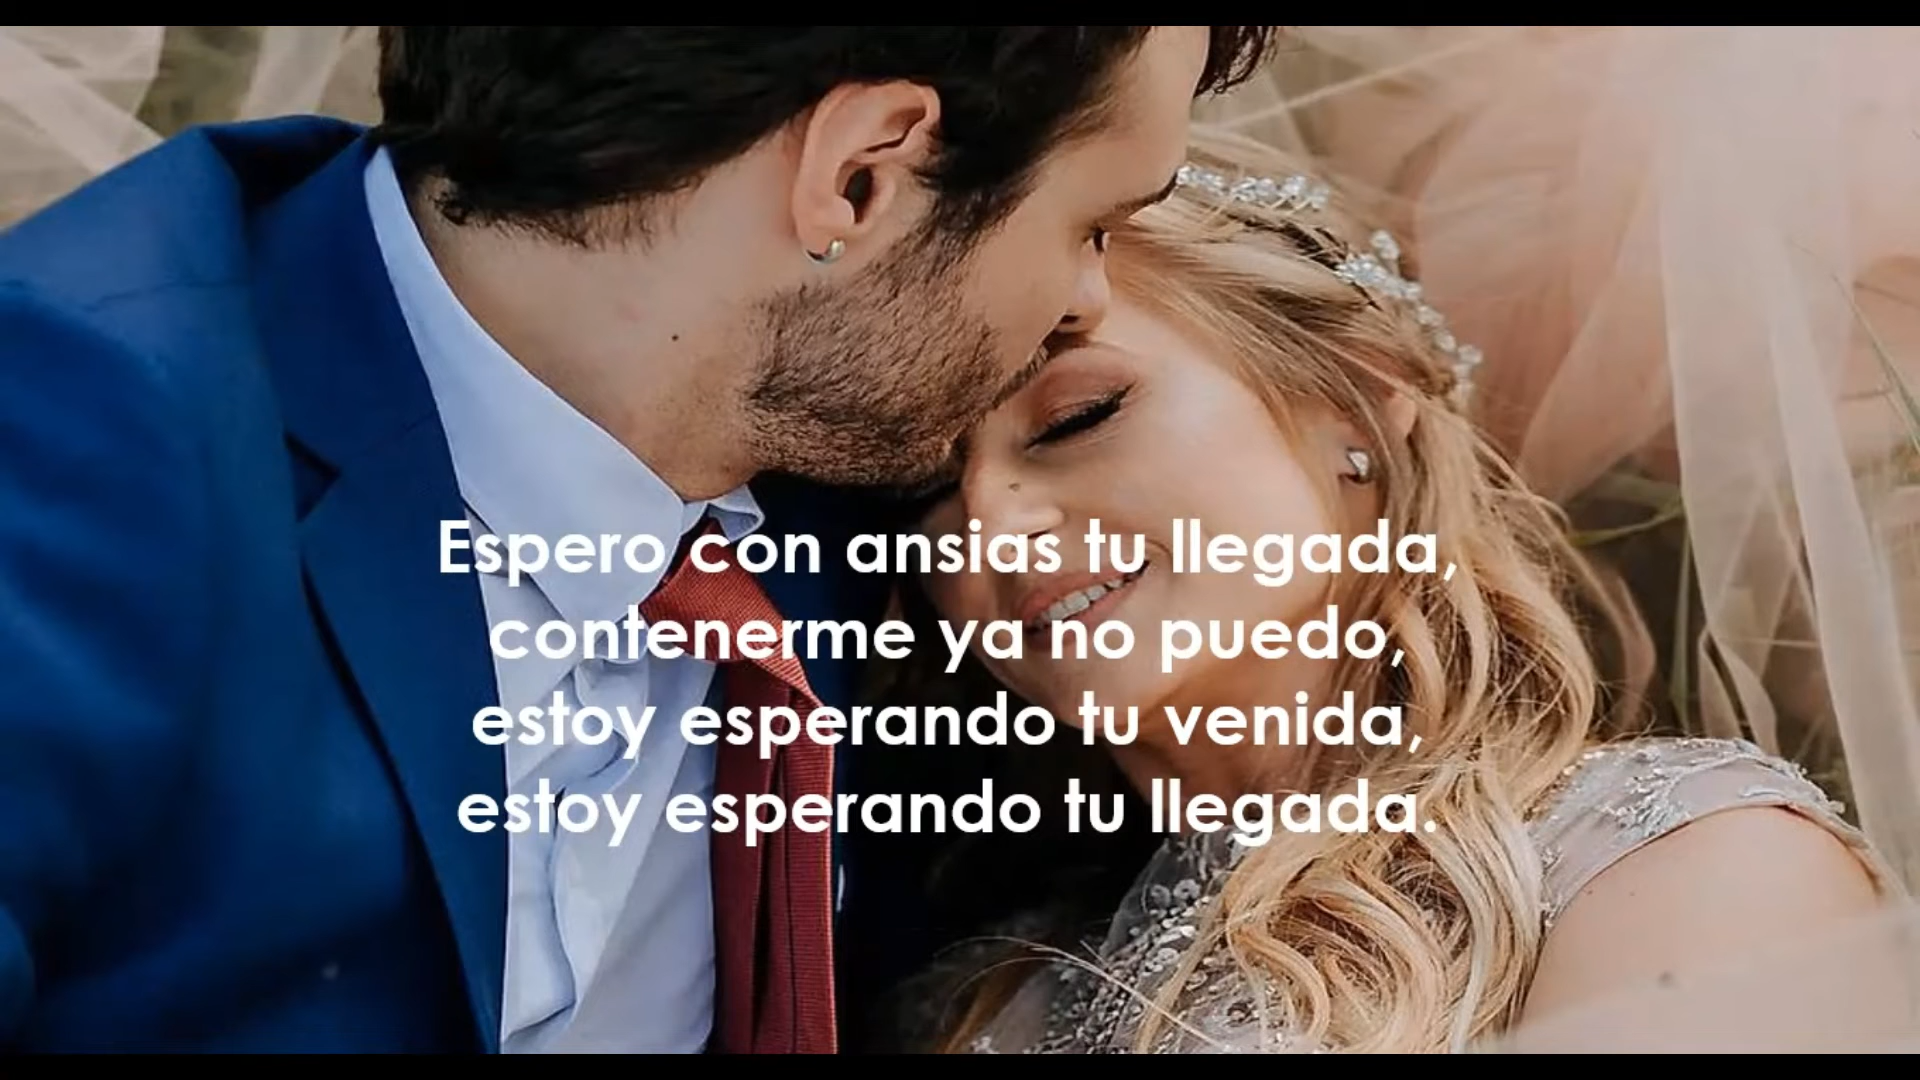 Espero con ansias tu llegada,
contenerme ya no puedo,
estoy esperando tu venida,
estoy esperando tu llegada.